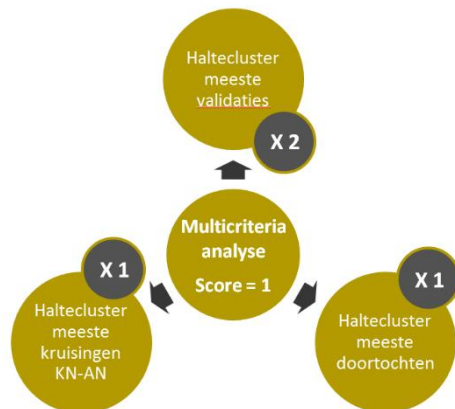 Haltecluster
meeste
validaties
X 2
Multicriteria
analyse
Score = 1
X 1
Haltecluster
meeste
kruisingen
KN-AN
X 1
Haltecluster
meeste
doortochten